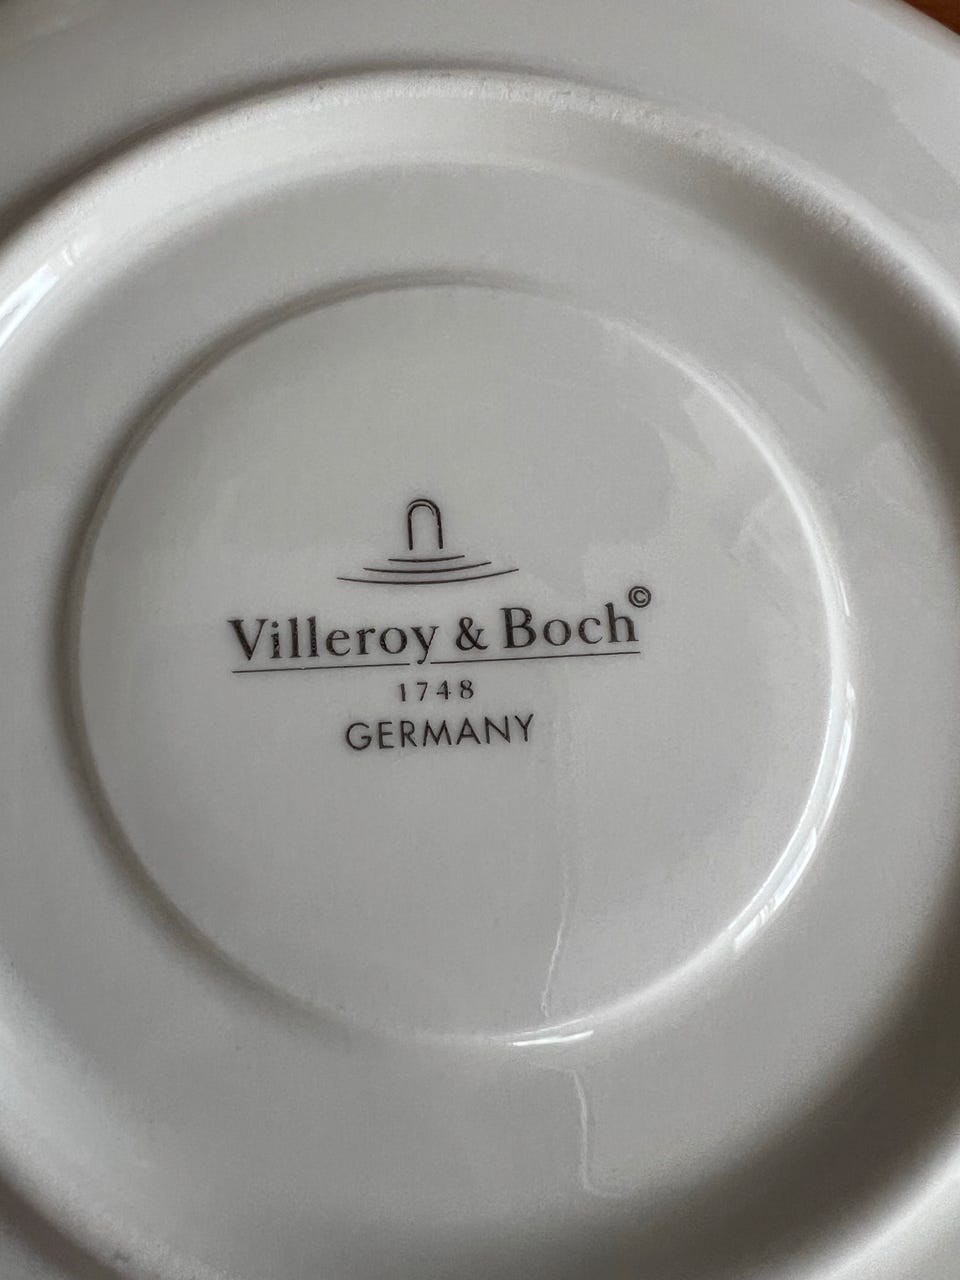 Villeroy & Boch©
1748
GERMANY